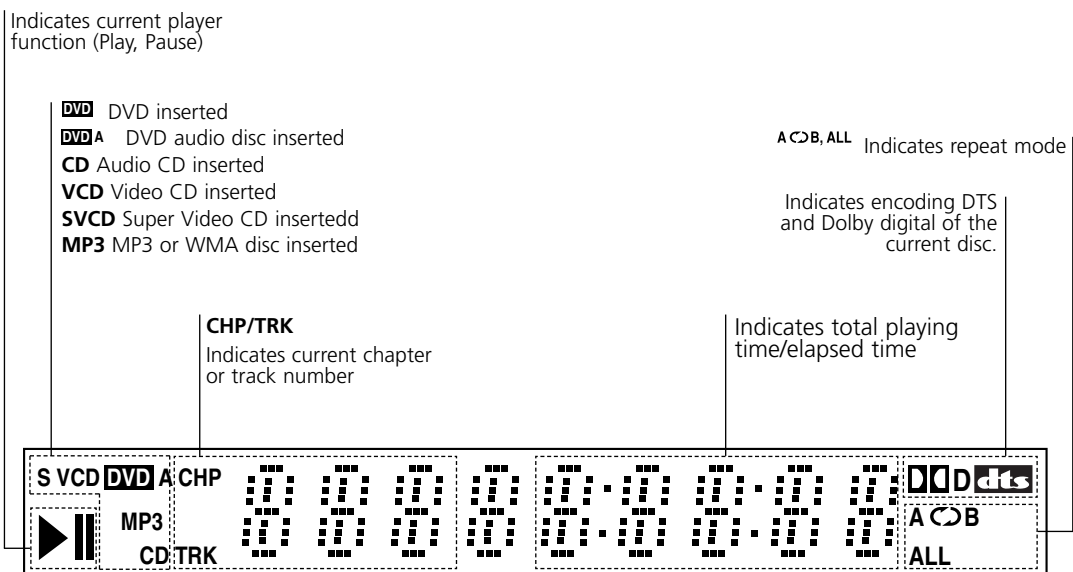 Indicates current player
function (Play, Pause)
DVD DVD inserted
DVD A DVD audio disc inserted
CD Audio CD inserted
VCD Video CD inserted
SVCD Super Video CD insertedd
MP3 MP3 or WMA disc inserted
A B, ALL Indicates repeat mode
Indicates encoding DTS
and Dolby digital of the
current disc.
CHP/TRK
Indicates current chapter
or track number
Indicates total playing
time/elapsed time
S VCD DVD A CHP
D dts
MP3
A B
CD TRK
ALL